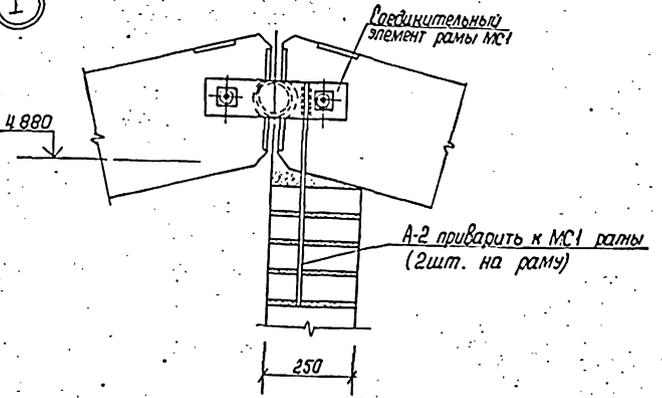 1
Соединительный
элемент рамы МС1
4.880
А-2 приварить к МС1 рамы
(2шт. на раму)
250